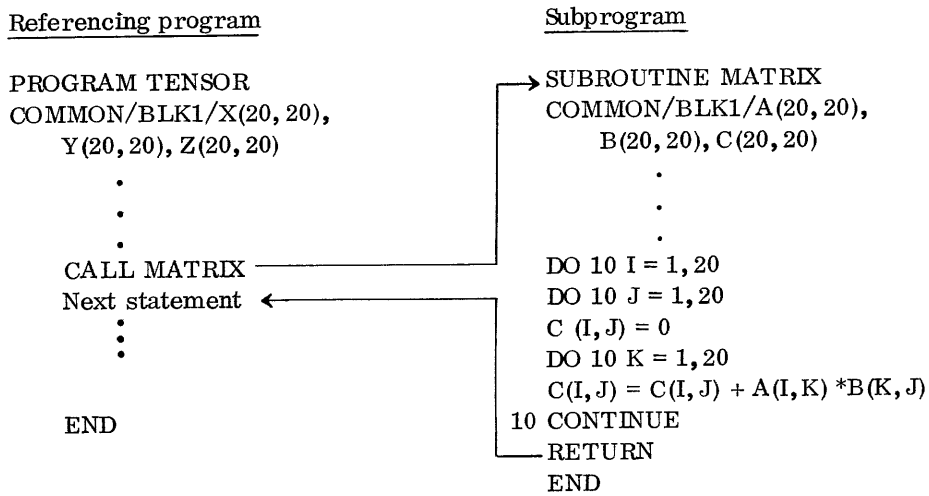 Referencing program
PROGRAM TENSOR
COMMON/BLK1/X(20,20),
Y(20,20), Z(20,20)
CALL MATRIX
Next statement
END
Subprogram
SUBROUTINE MATRIX
COMMON/BLK1/A(20,20),
B(20,20), C(20,20)
DO 10 I = 1,20
DO 10 J = 1,20
C (I,J) = 0
DO 10 K = 1,20
C(I,J) = C(I,J) + A(I,K) *B(K,J)
10 CONTINUE
RETURN
END